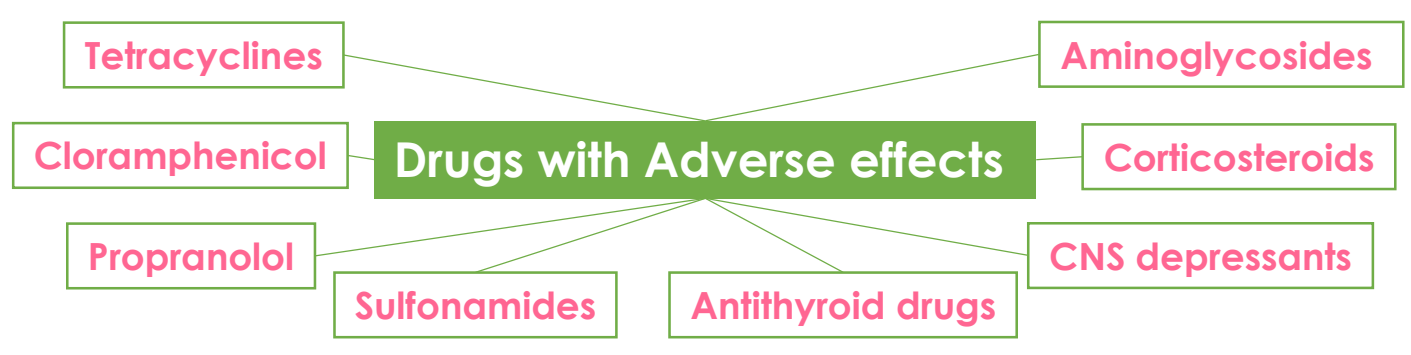 Tetracyclines
Aminoglycosides
Cloramphenicol
Drugs with Adverse effects
Corticosteroids
Propranolol
CNS depressants
Sulfonamides
Antithyroid drugs